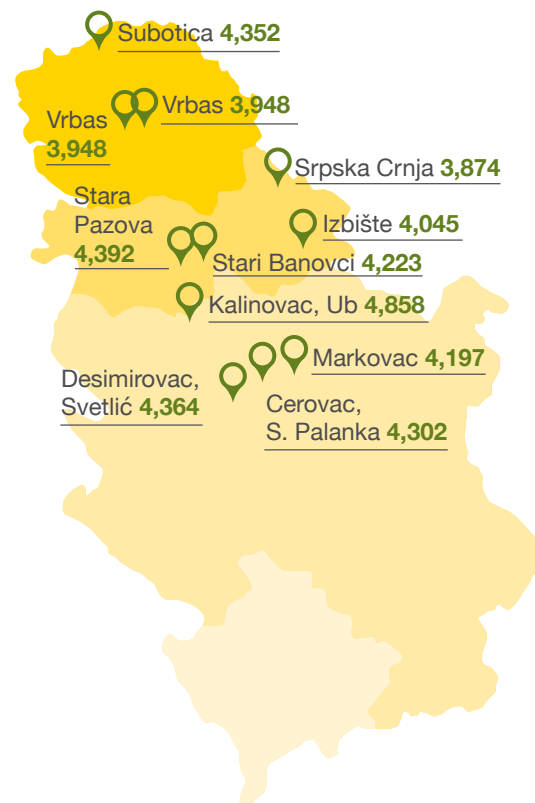 Subotica 4,352
Vrbas 3,948
Vrbas
3,948
Srpska Crnja 3,874
Stara
Pazova
4,392
Izbište 4,045
Stari Banovci 4,223
Kalinovac, Ub 4,858
Markovac 4,197
Desimirovac,
Svetlić 4,364
Cerovac,
S. Palanka 4,302